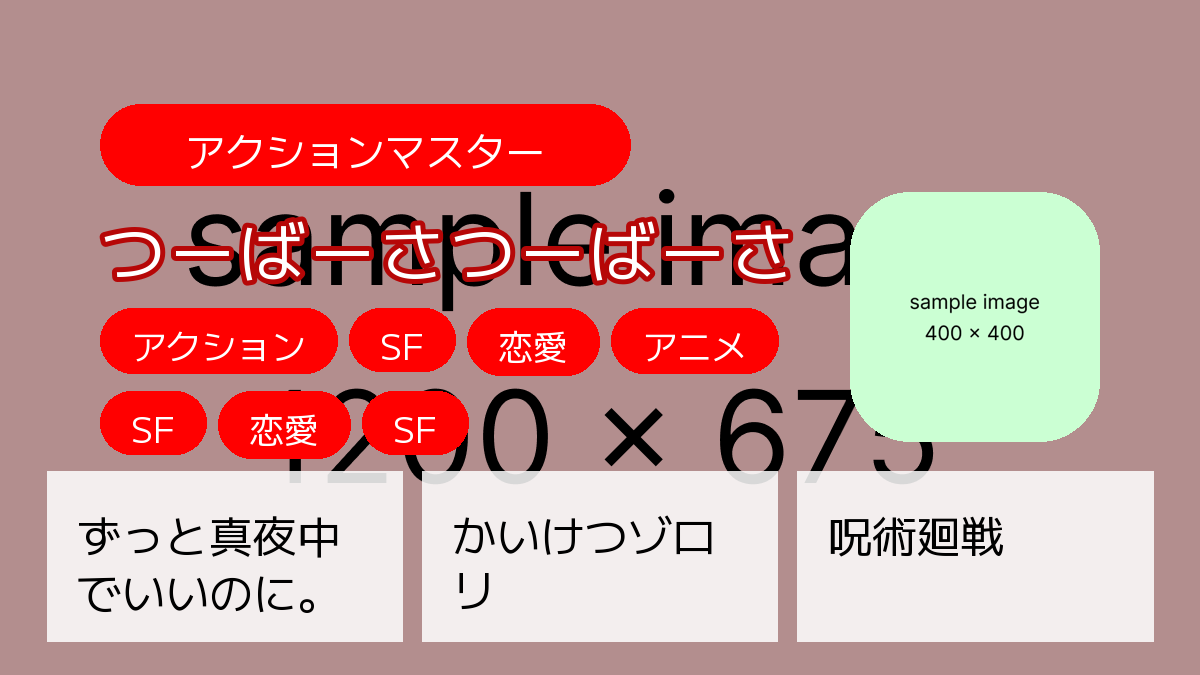 アクションマスター
sample ima
つーばーさつーばーさ
sample image
400 × 400
アクション SF 恋愛 アニメ
1200 × 675
SF 恋愛 SF
ずっと真夜中
でいいのに。
かいけつゾロ
リ
呪術廻戦